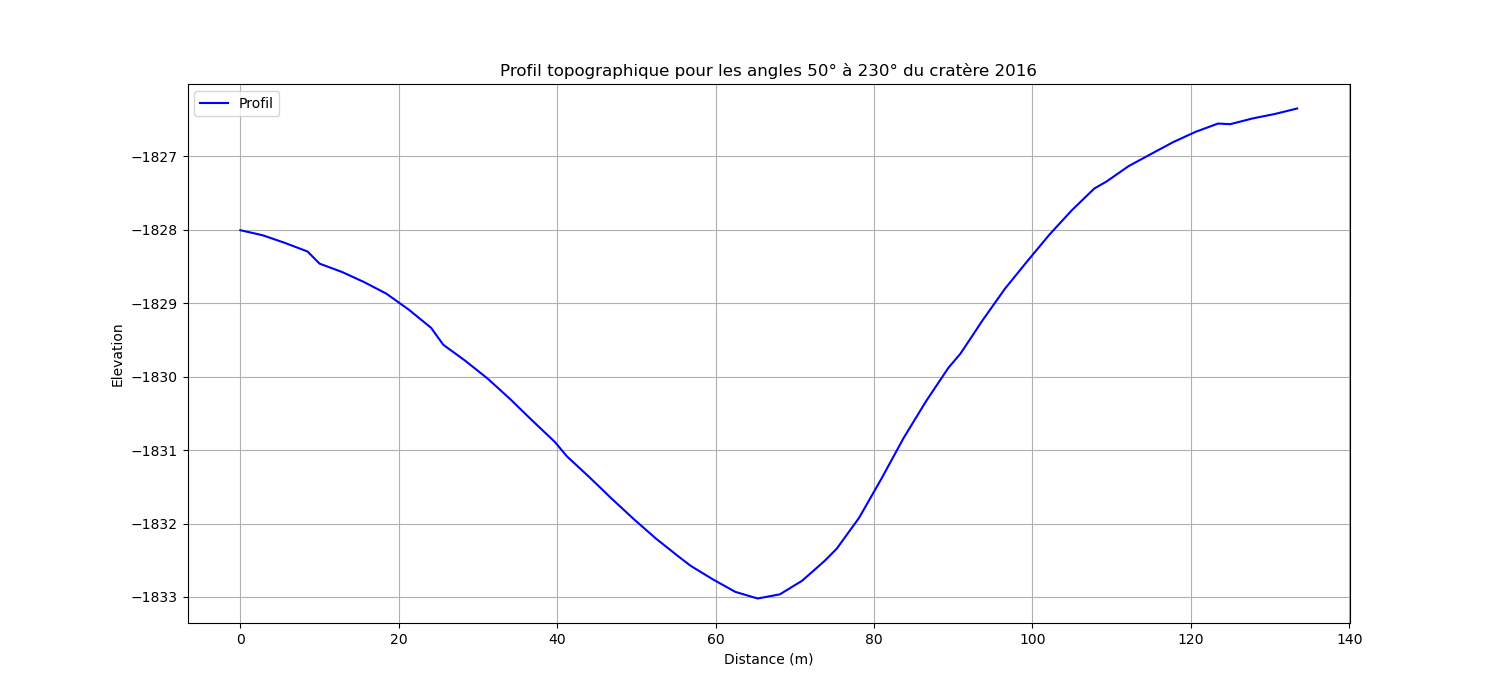 Profil topographique pour les angles 50° à 230° du cratère 2016
Profil
−1827
−1828
−1829
−1830
−1831
−1832
−1833
Elevation
0 20 40 60 80 100 120 140
Distance (m)